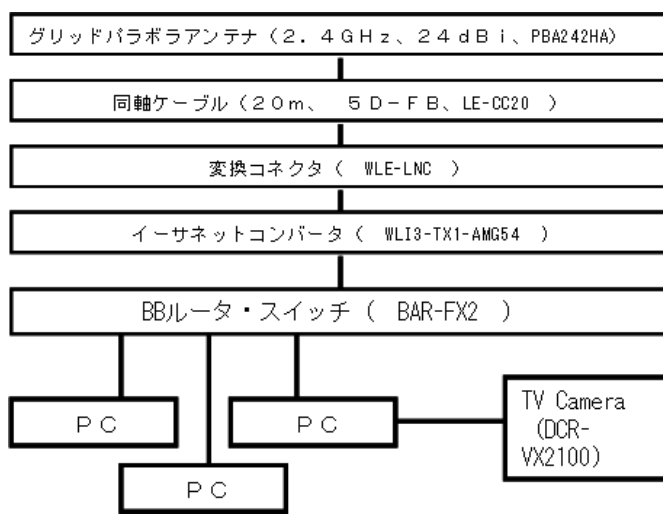 グリッドパラボラアンテナ（２．４ＧＨｚ、２４ｄＢｉ、PBA242HA）
同軸ケーブル（２０ｍ、　５Ｄ－ＦＢ、LE-CC20　）
変換コネクタ（　WLE-LNC　）
イーサネットコンバータ（　WLI3-TX1-AMG54　）
BBルータ・スイッチ（　BAR-FX2　）
ＰＣ
ＰＣ
TV Camera
（DCR-
VX2100）
ＰＣ